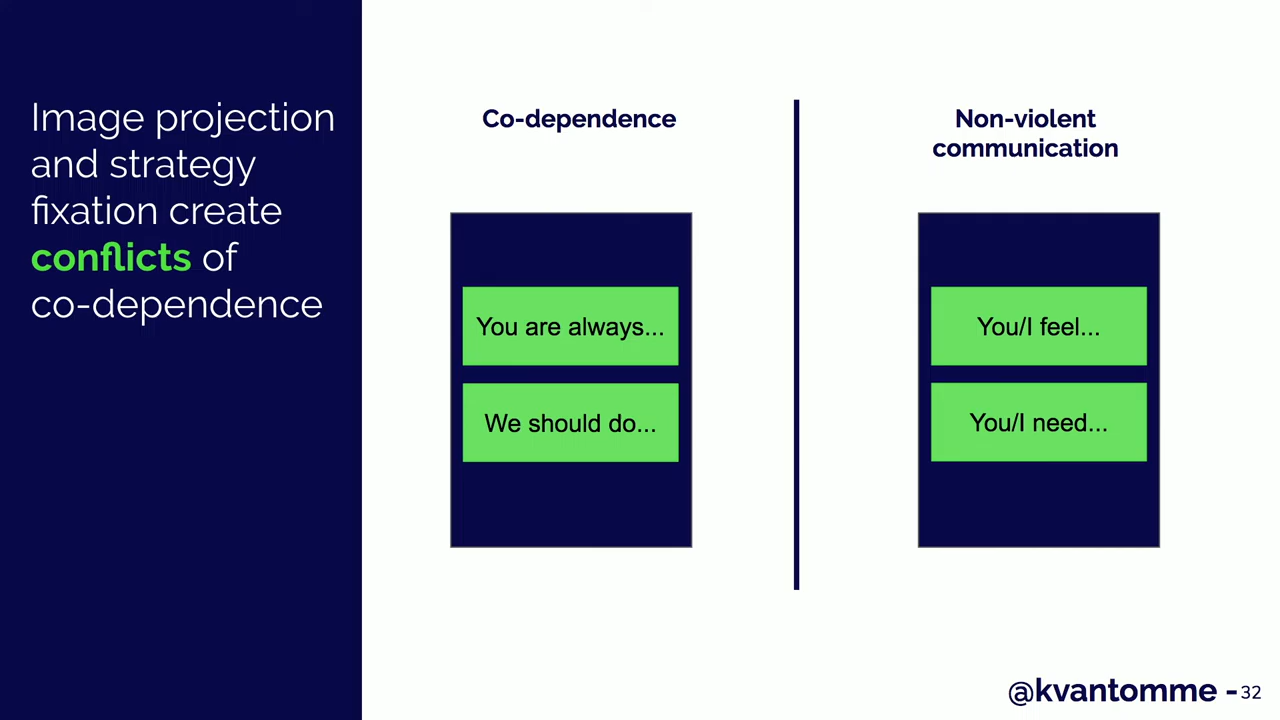 Image projection
and strategy
fixation create
conflicts of
co-dependence
Co-dependence
You are always...
We should do...
Non-violent
communication
You/I feel...
You/I need...
@kvantomme - 32